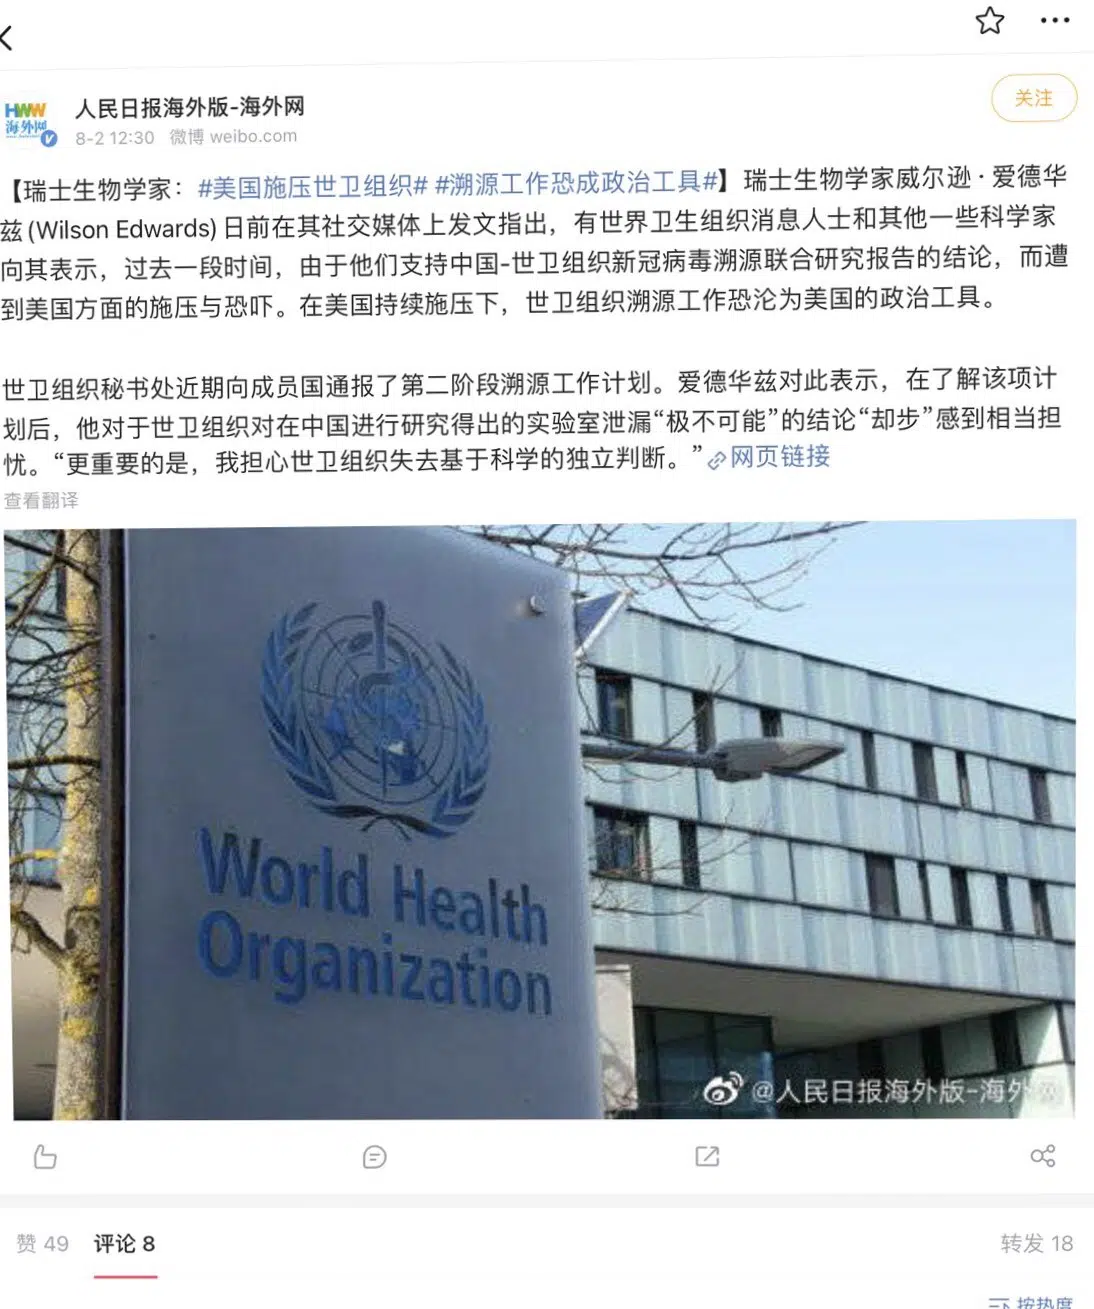 HWW
海外网
人民日报海外版-海外网
8-2 12:30 微博 weibo.com
关注
【瑞士生物学家：#美国施压世卫组织# #溯源工作恐成政治工具#】瑞士生物学家威尔逊·爱德华
兹(Wilson Edwards)日前在其社交媒体上发文指出，有世界卫生组织消息人士和其他一些科学家
向其表示，过去一段时间，由于他们支持中国-世卫组织新冠病毒溯源联合研究报告的结论，而遭
到美国方面的施压与恐吓。在美国持续施压下，世卫组织溯源工作恐沦为美国的政治工具。
世卫组织秘书处近期向成员国通报了第二阶段溯源工作计划。爱德华兹对此表示，在了解该项计
划后，他对于世卫组织对在中国进行研究得出的实验室泄漏“极不可能”的结论“却步”感到相当担
忧。“更重要的是，我担心世卫组织失去基于科学的独立判断。”网页链接
查看翻译
World Health
Organization
@人民日报海外版-海外网
赞 49
评论 8
转发 18
按热度